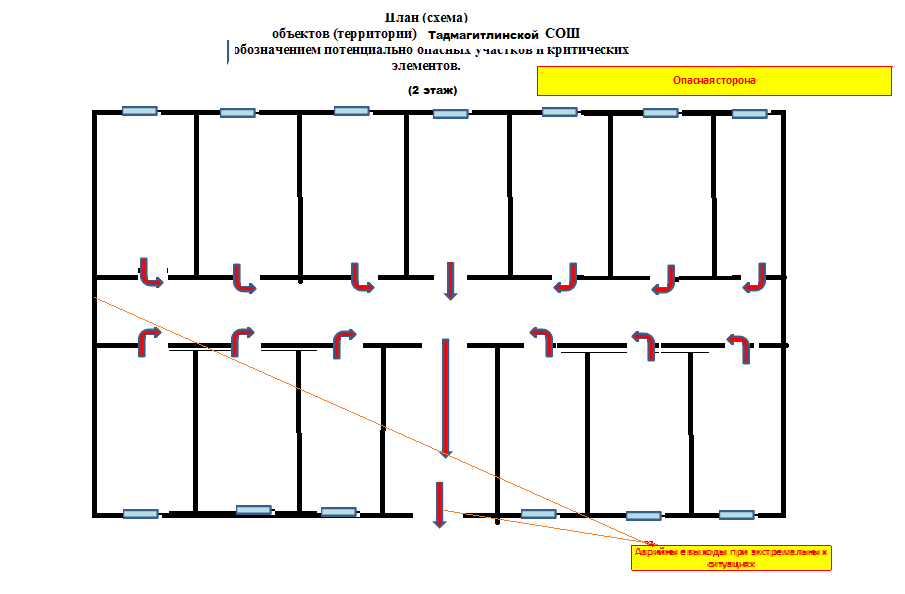 План (схема)
объектов (территории) Тадмагитлинской СОШ
обозначением потенциально опасных участков и критических
элементов.
(2 этаж)
Опасная сторона
Аврийные выходы при экстремальных
ситуациях